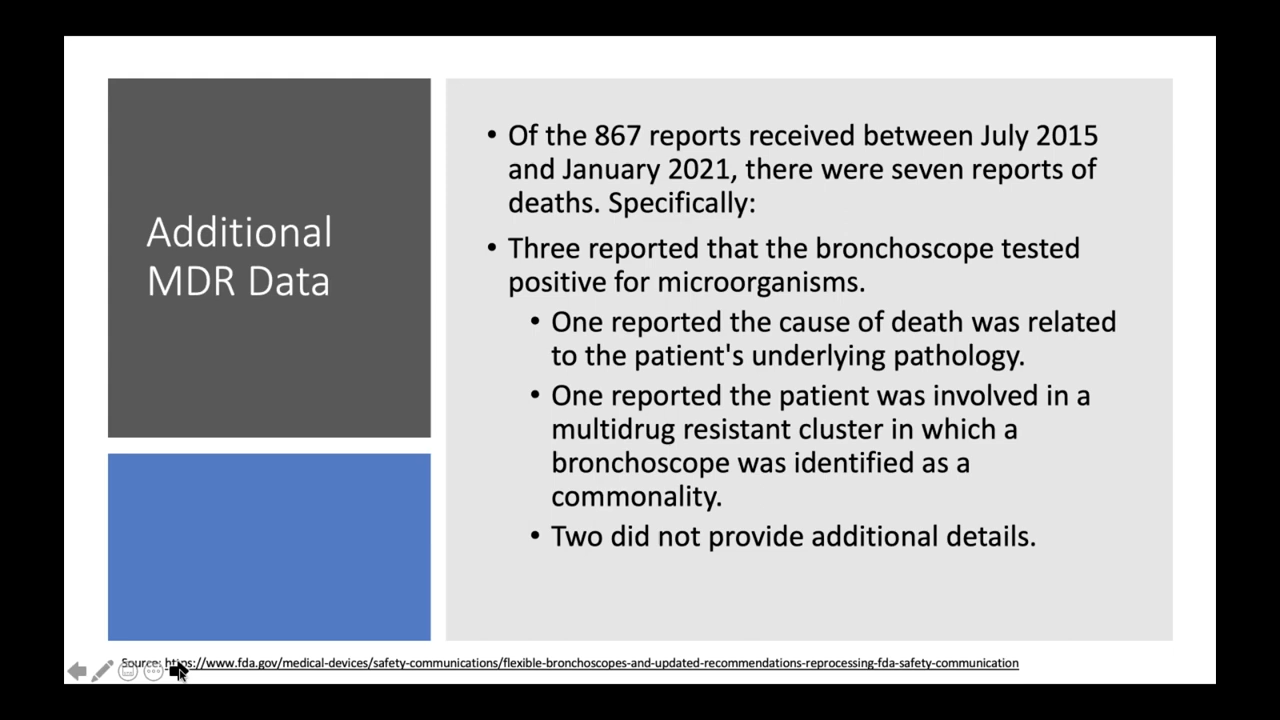 Additional
MDR Data
• Of the 867 reports received between July 2015
and January 2021, there were seven reports of
deaths. Specifically:
• Three reported that the bronchoscope tested
positive for microorganisms.
• One reported the cause of death was related
to the patient's underlying pathology.
• One reported the patient was involved in a
multidrug resistant cluster in which a
bronchoscope was identified as a
commonality.
• Two did not provide additional details.
Source: https://www.fda.gov/medical-devices/safety-communications/flexible-bronchoscopes-and-updated-recommendations-reprocessing-fda-safety-communication